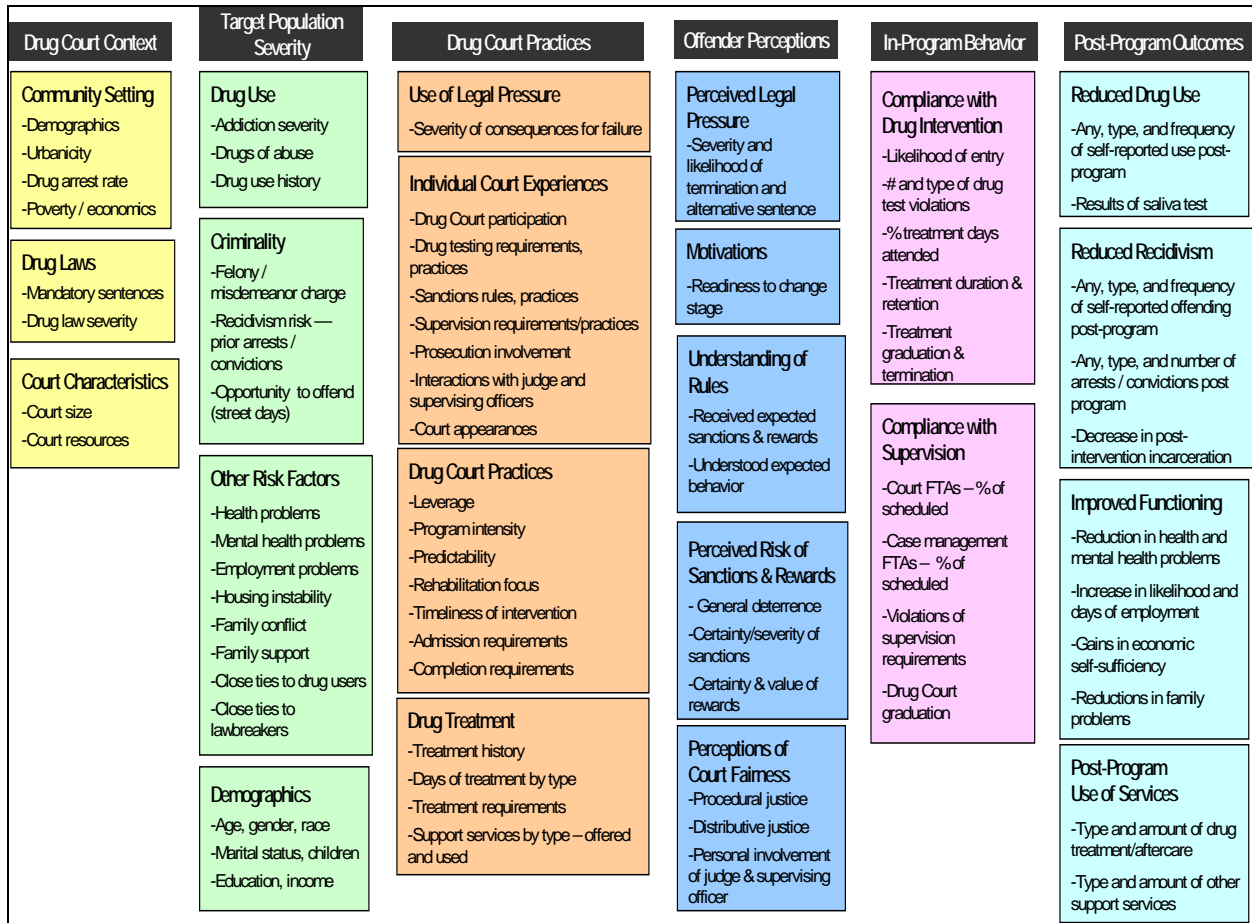 Drug Court Context
Community Setting
-Demographics
-Urbanicity
-Drug arrest rate
-Poverty / economics
Drug Laws
-Mandatory sentences
-Drug law severity
Court Characteristics
-Court size
-Court resources
Target Population
Severity
Drug Use
-Addiction severity
-Drugs of abuse
-Drug use history
Criminality
-Felony /
misdemeanor charge
-Recidivism risk —
prior arrests /
convictions
-Opportunity to offend
(street days)
Other Risk Factors
-Health problems
-Mental health problems
-Employment problems
-Housing instability
-Family conflict
-Family support
-Close ties to drug users
-Close ties to
lawbreakers
Demographics
-Age, gender, race
-Marital status, children
-Education, income
Drug Court Practices
Use of Legal Pressure
-Severity of consequences for failure
Individual Court Experiences
-Drug Court participation
-Drug testing requirements,
practices
-Sanctions rules, practices
-Supervision requirements/practices
-Prosecution involvement
-Interactions with judge and
supervising officers
-Court appearances
Drug Court Practices
-Leverage
-Program intensity
-Predictability
-Rehabilitation focus
-Timeliness of intervention
-Admission requirements
-Completion requirements
Drug Treatment
-Treatment history
-Days of treatment by type
-Treatment requirements
-Support services by type – offered
and used
Offender Perceptions
Perceived Legal
Pressure
-Severity and
likelihood of
termination and
alternative sentence
Motivations
-Readiness to change
stage
Understanding of
Rules
-Received expected
sanctions & rewards
-Understood expected
behavior
Perceived Risk of
Sanctions & Rewards
- General deterrence
-Certainty/severity of
sanctions
-Certainty & value of
rewards
Perceptions of
Court Fairness
-Procedural justice
-Distributive justice
-Personal involvement
of judge & supervising
officer
In-Program Behavior
Compliance with
Drug Intervention
-Likelihood of entry
-# and type of drug
test violations
-% treatment days
attended
-Treatment duration &
retention
-Treatment
graduation &
termination
Compliance with
Supervision
-Court FTAs – % of
scheduled
-Case management
FTAs – % of
scheduled
-Violations of
supervision
requirements
-Drug Court
graduation
Post-Program Outcomes
Reduced Drug Use
-Any, type, and frequency
of self-reported use post-
program
-Results of saliva test
Reduced Recidivism
-Any, type, and frequency
of self-reported offending
post-program
-Any, type, and number of
arrests / convictions post
program
-Decrease in post-
intervention incarceration
Improved Functioning
-Reduction in health and
mental health problems
-Increase in likelihood and
days of employment
-Gains in economic
self-sufficiency
-Reductions in family
problems
Post-Program
Use of Services
-Type and amount of drug
treatment/aftercare
-Type and amount of other
support services